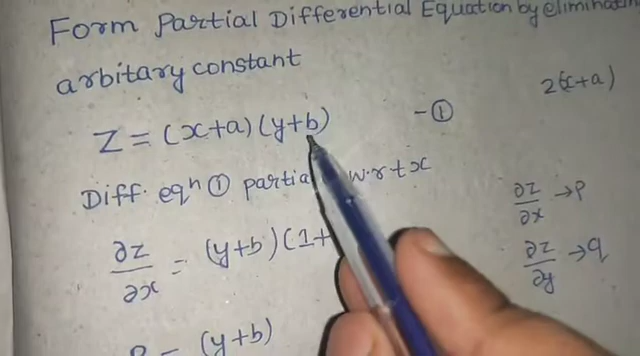 Form Partial Differential Equation by eliminatin
arbitary constant
2(x+a)
Z = (x+a)(y+b) -①
Diff. eqⁿ ① partia w.r.t x
∂z/∂x → p
∂z/∂x = (y+b)(1+
∂z/∂y → q
= (y+b)